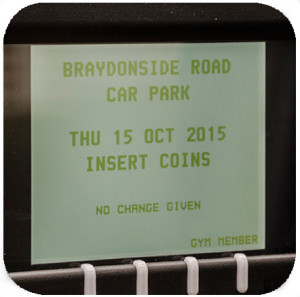 BRAYDONSIDE ROAD
CAR PARK
THU 15 OCT 2015
INSERT COINS
NO CHANGE GIVEN
GYM MEMBER